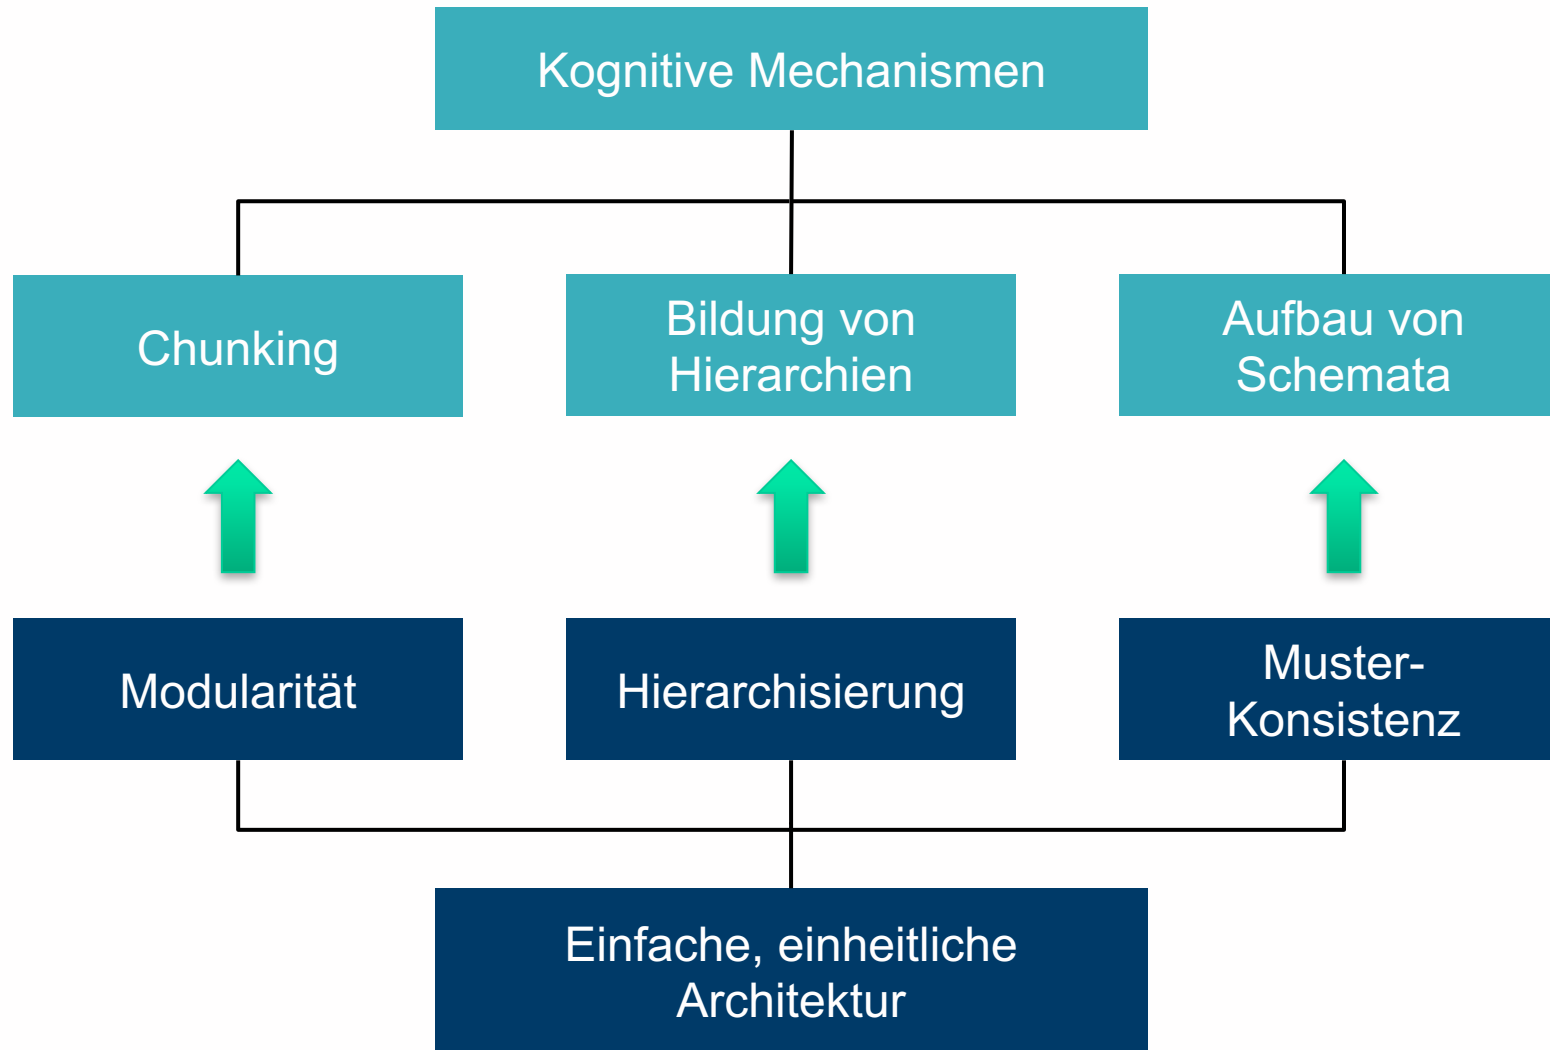 Kognitive Mechanismen
Chunking
Bildung von
Hierarchien
Aufbau von
Schemata
Modularität
Hierarchisierung
Muster-
Konsistenz
Einfache, einheitliche
Architektur